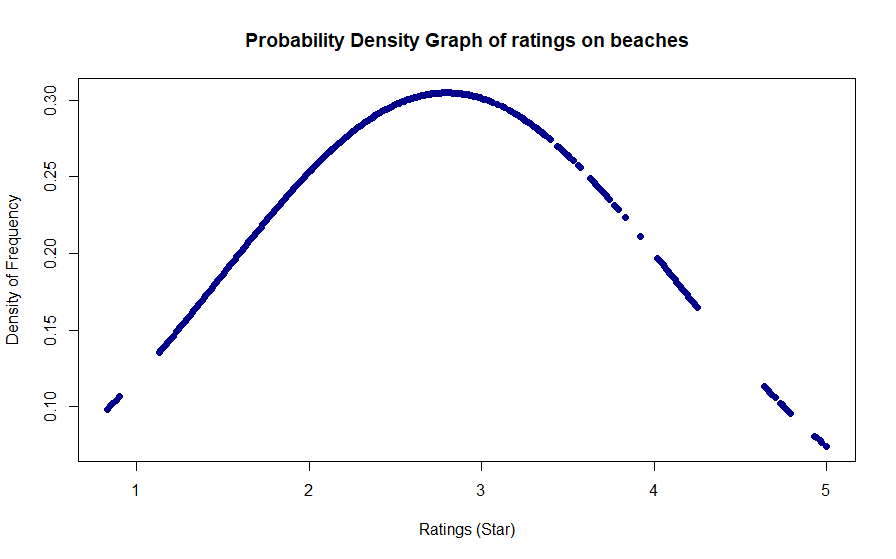 Probability Density Graph of ratings on beaches
Density of Frequency
0.30
0.25
0.20
0.15
0.10
1 2 3 4 5
Ratings (Star)